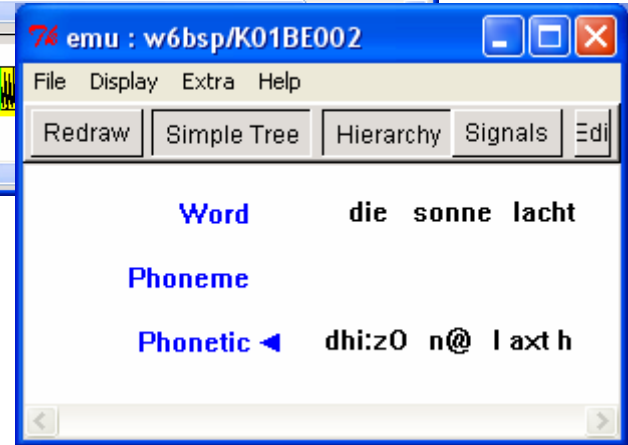 emu : w6bsp/K01BE002
File Display Extra Help
Redraw Simple Tree Hierarchy Signals Edi
Word die sonne lacht
Phoneme
Phonetic dhi:zO n@ l axt h